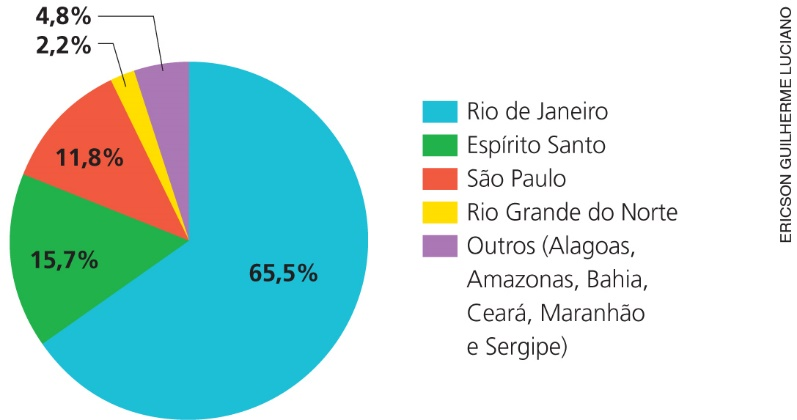 4,8%
2,2%
11,8%
15,7%
65,5%
Rio de Janeiro
Espírito Santo
São Paulo
Rio Grande do Norte
Outros (Alagoas,
Amazonas, Bahia,
Ceará, Maranhão
e Sergipe)
ERICSON GUILHERME LUCIANO